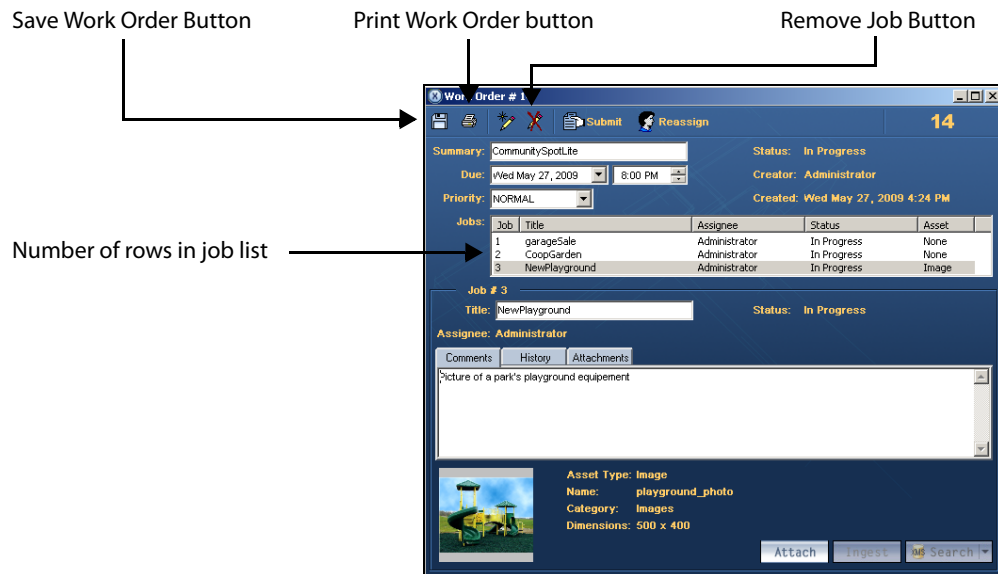 Save Work Order Button
Print Work Order button
Remove Job Button
Work Order # 1
Submit
Reassign
14
Summary: CommunitySpotLite
Status: In Progress
Due: Wed May 27, 2009 8:00 PM
Creator: Administrator
Priority: NORMAL
Created: Wed May 27, 2009 4:24 PM
Number of rows in job list
Jobs:
Job Title Assignee Status Asset
1 garageSale Administrator In Progress None
2 CoopGarden Administrator In Progress None
3 NewPlayground Administrator In Progress Image
Job # 3
Title: NewPlayground
Status: In Progress
Assignee: Administrator
Comments History Attachments
Picture of a park's playground equipement
Asset Type: Image
Name: playground_photo
Category: Images
Dimensions: 500 x 400
Attach Ingest Search